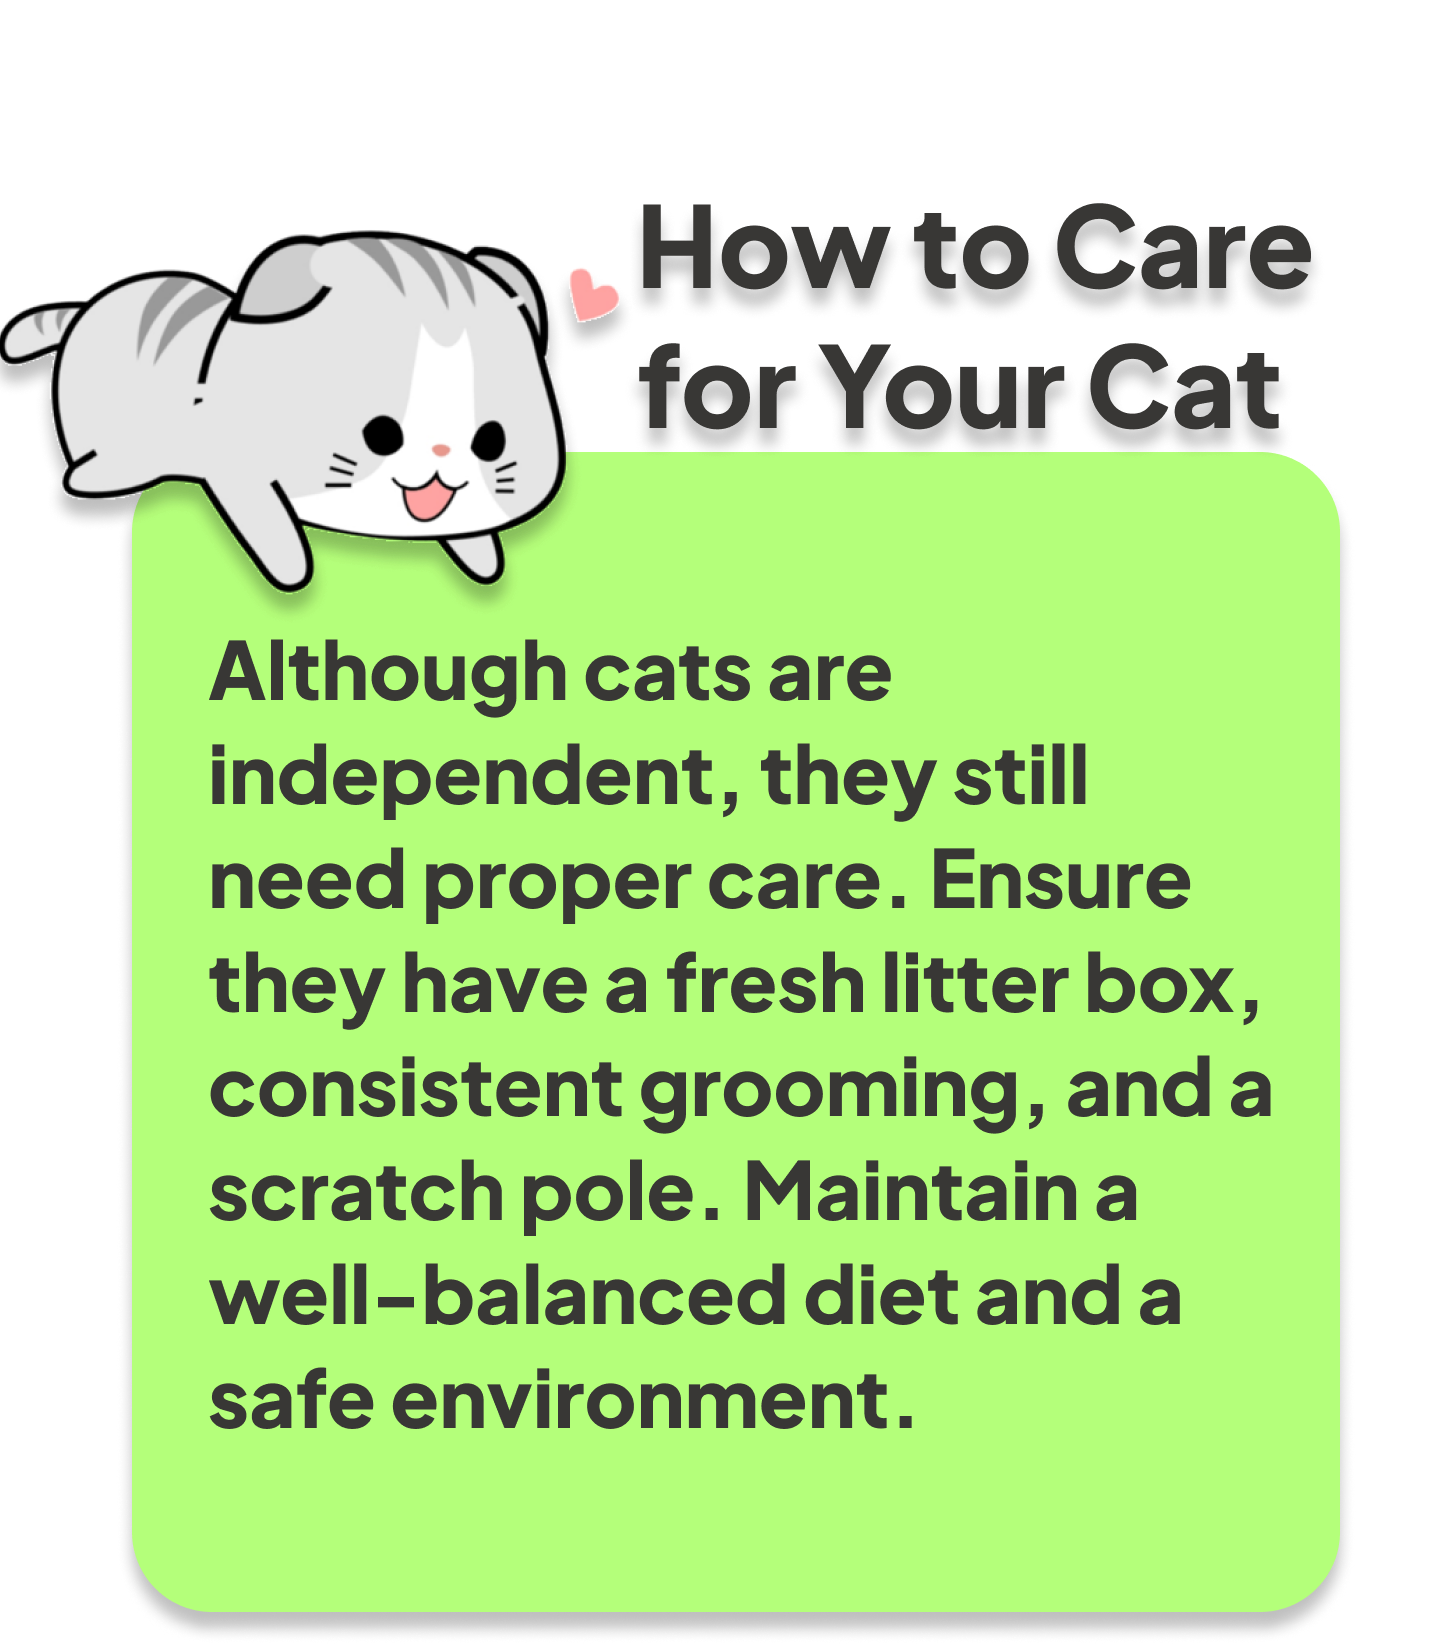 How to Care
for Your Cat
Although cats are
independent, they still
need proper care. Ensure
they have a fresh litter box,
consistent grooming, and a
scratch pole. Maintain a
well-balanced diet and a
safe environment.